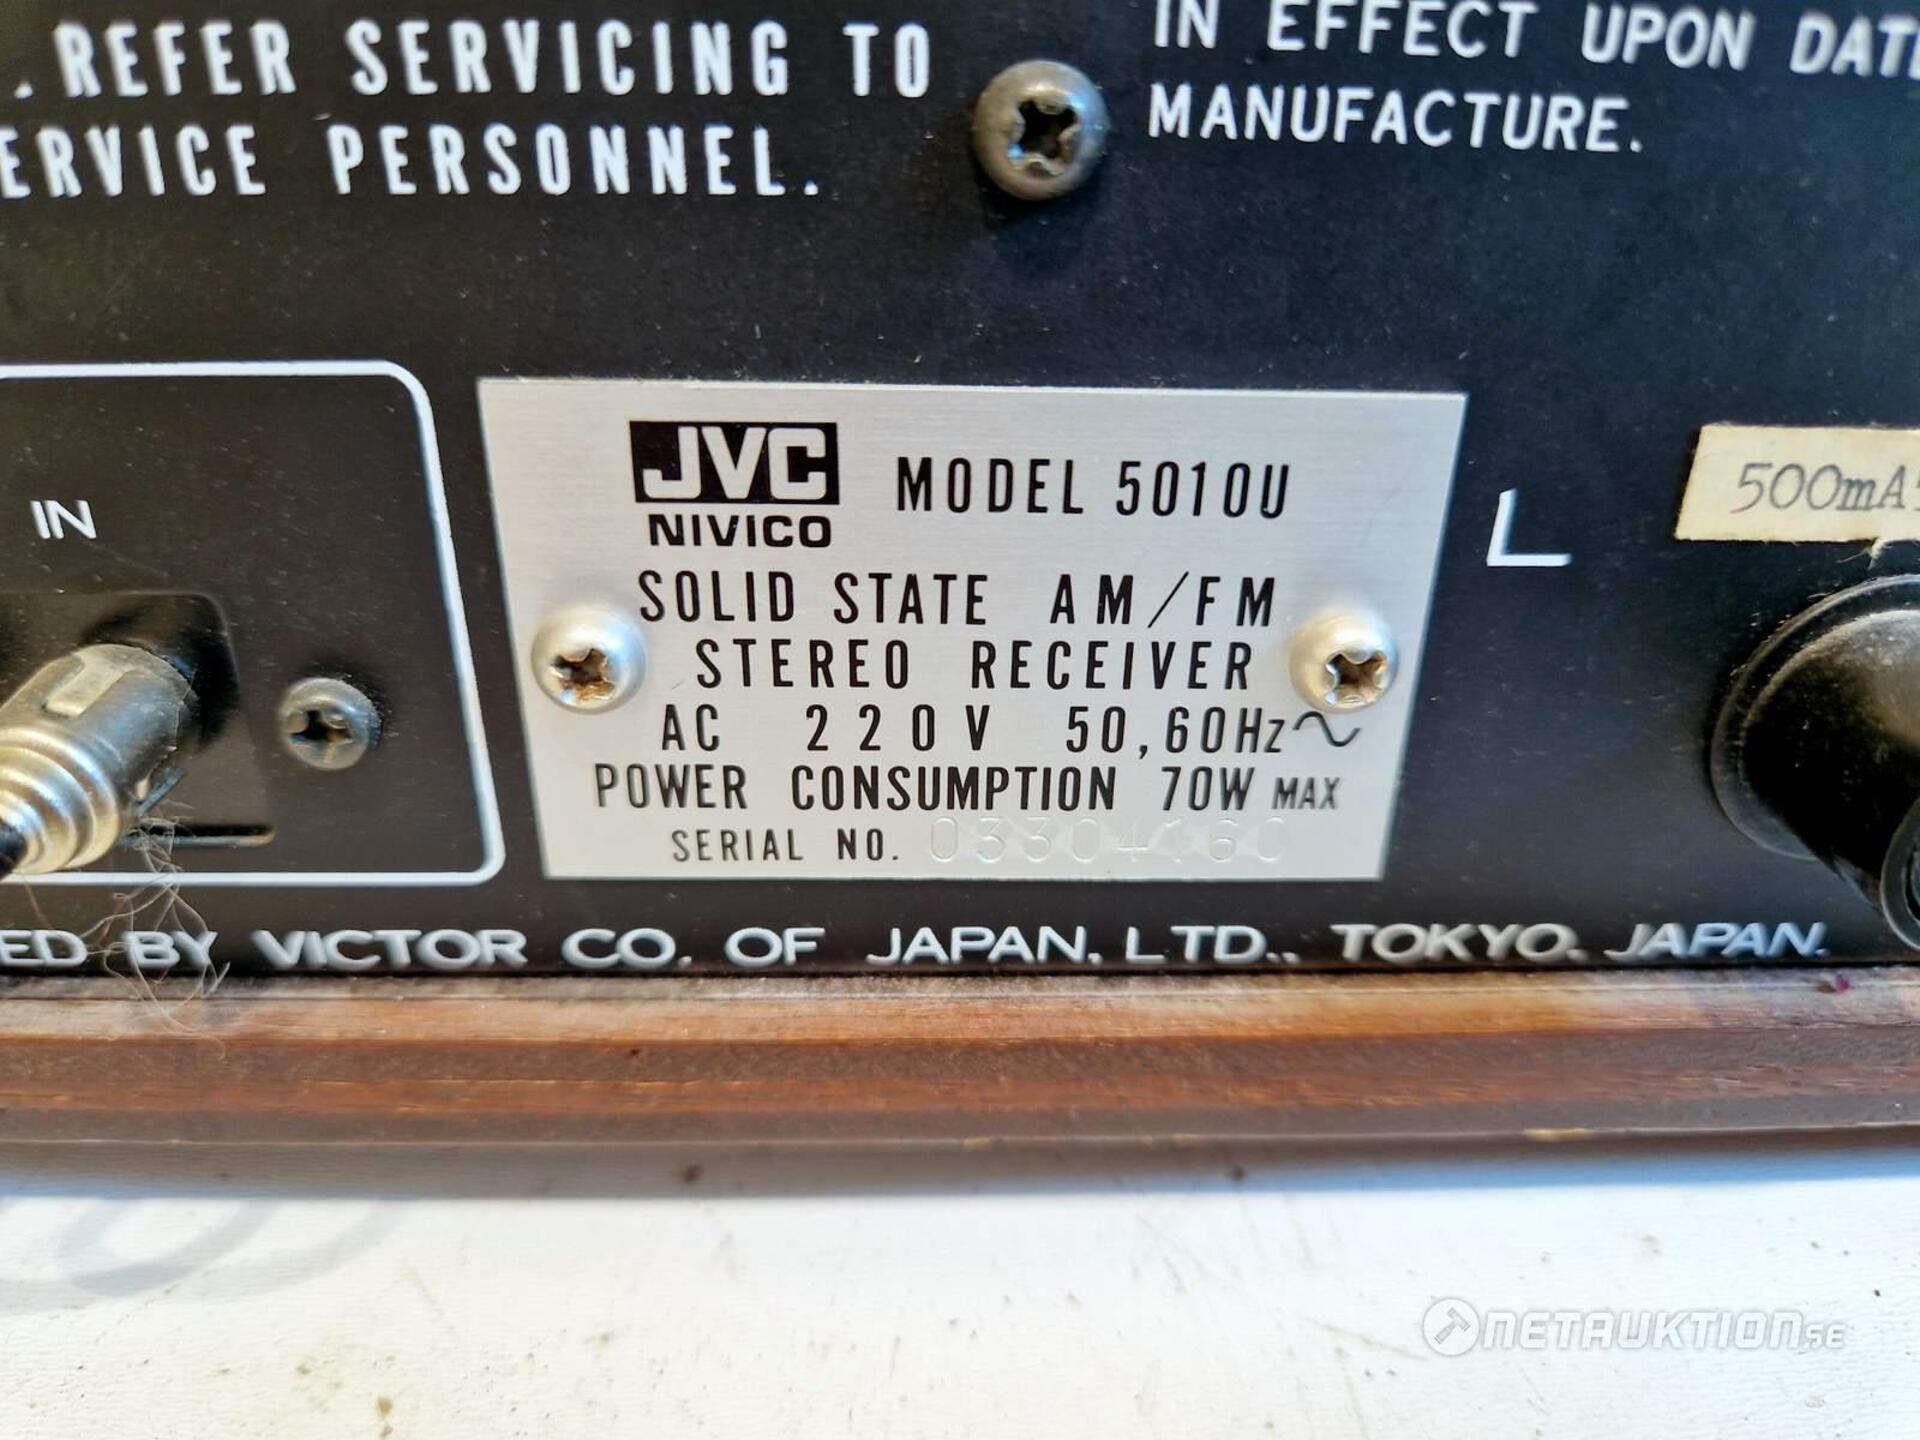 . REFER SERVICING TO
ERVICE PERSONNEL.
IN EFFECT UPON DATE
MANUFACTURE.
IN
JVC
NIVICO
MODEL 5010U
SOLID STATE AM/FM
STEREO RECEIVER
AC 220V 50,60Hz~
POWER CONSUMPTION 70W MAX
SERIAL NO.
L
500mA
ED BY VICTOR CO. OF JAPAN, LTD., TOKYO, JAPAN.
NETAUKTION.SE